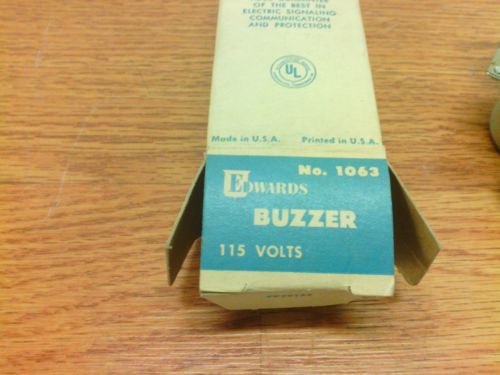 OF THE BEST IN
ELECTRIC SIGNALING
COMMUNICATION
AND PROTECTION
UL
Made in U.S.A. Printed in U.S.A.
No. 1063
EDWARDS
BUZZER
115 VOLTS